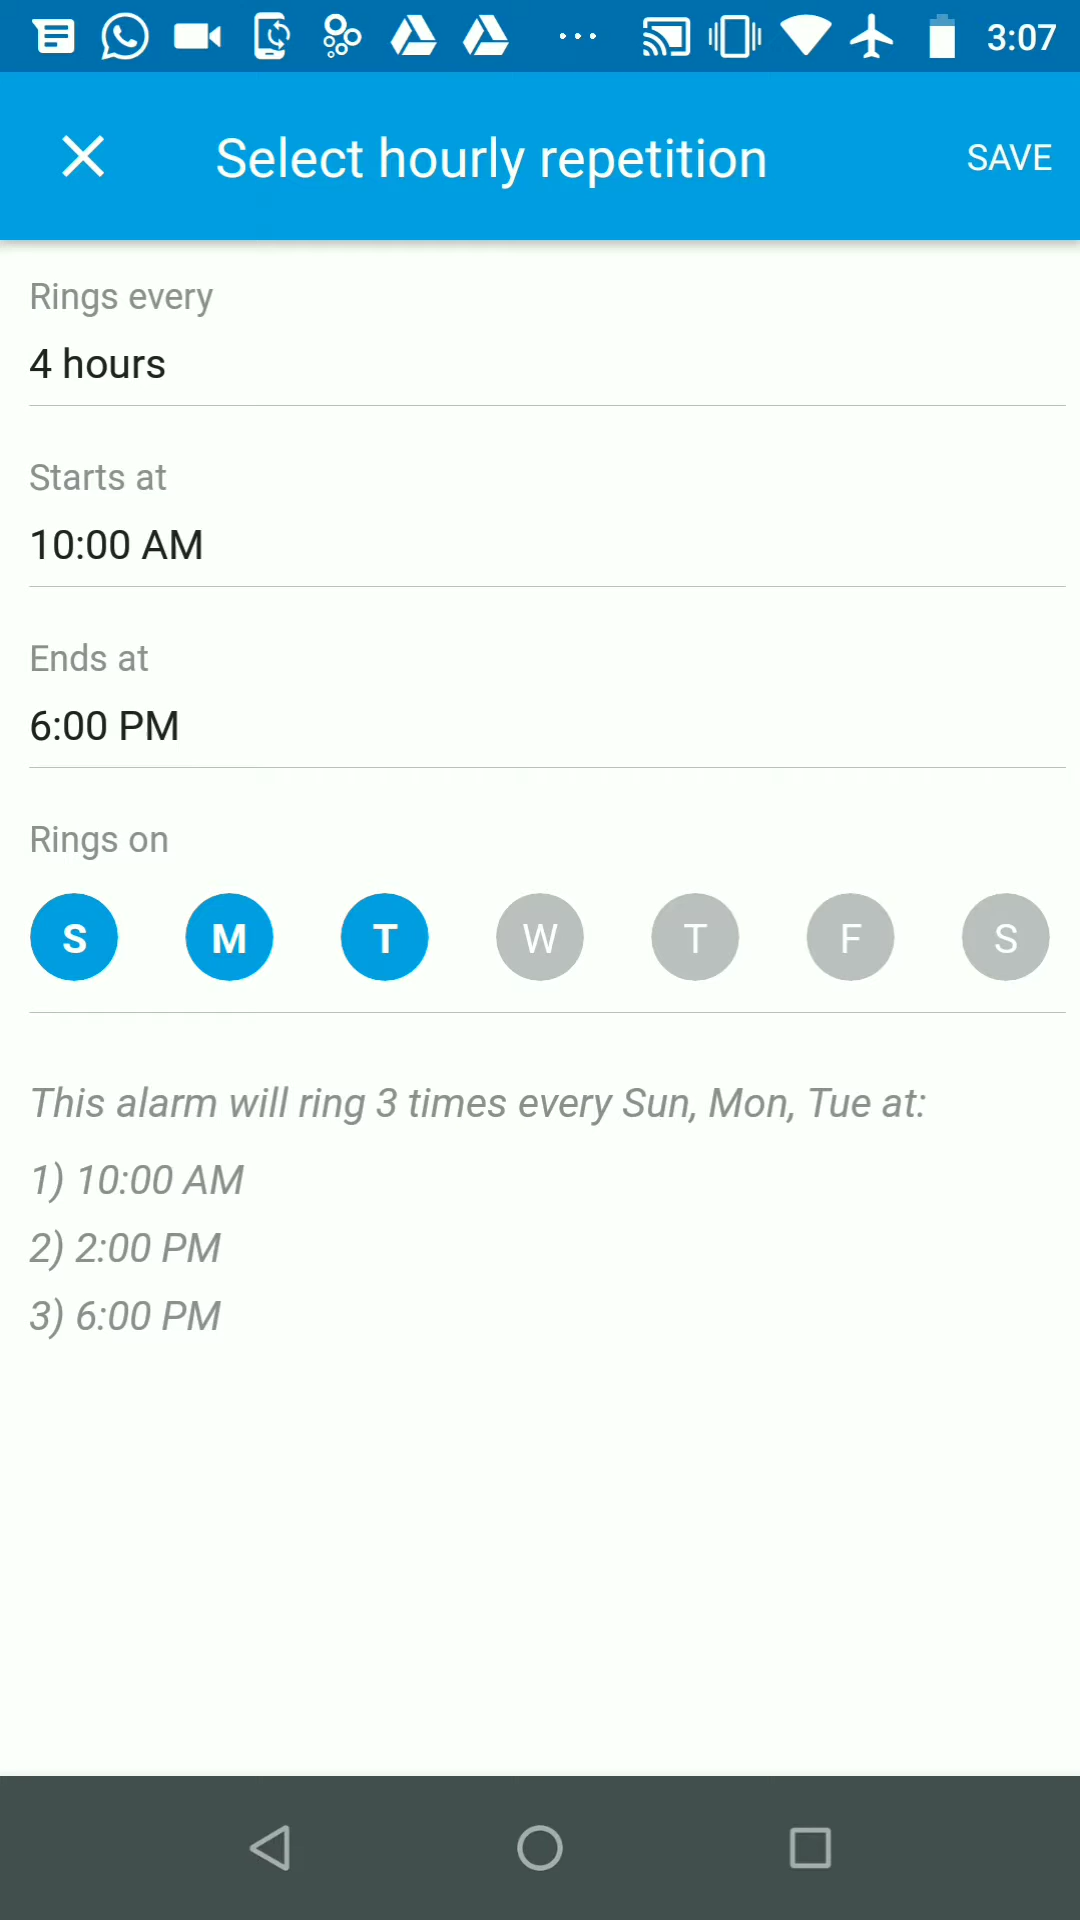 3:07
Select hourly repetition
SAVE
Rings every
4 hours
Starts at
10:00 AM
Ends at
6:00 PM
Rings on
S M T W T F S
This alarm will ring 3 times every Sun, Mon, Tue at:
1) 10:00 AM
2) 2:00 PM
3) 6:00 PM